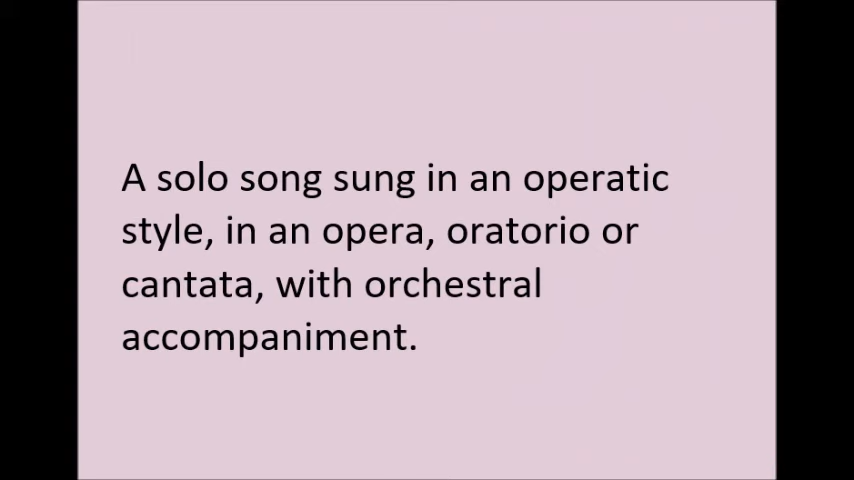 A solo song sung in an operatic
style, in an opera, oratorio or
cantata, with orchestral
accompaniment.